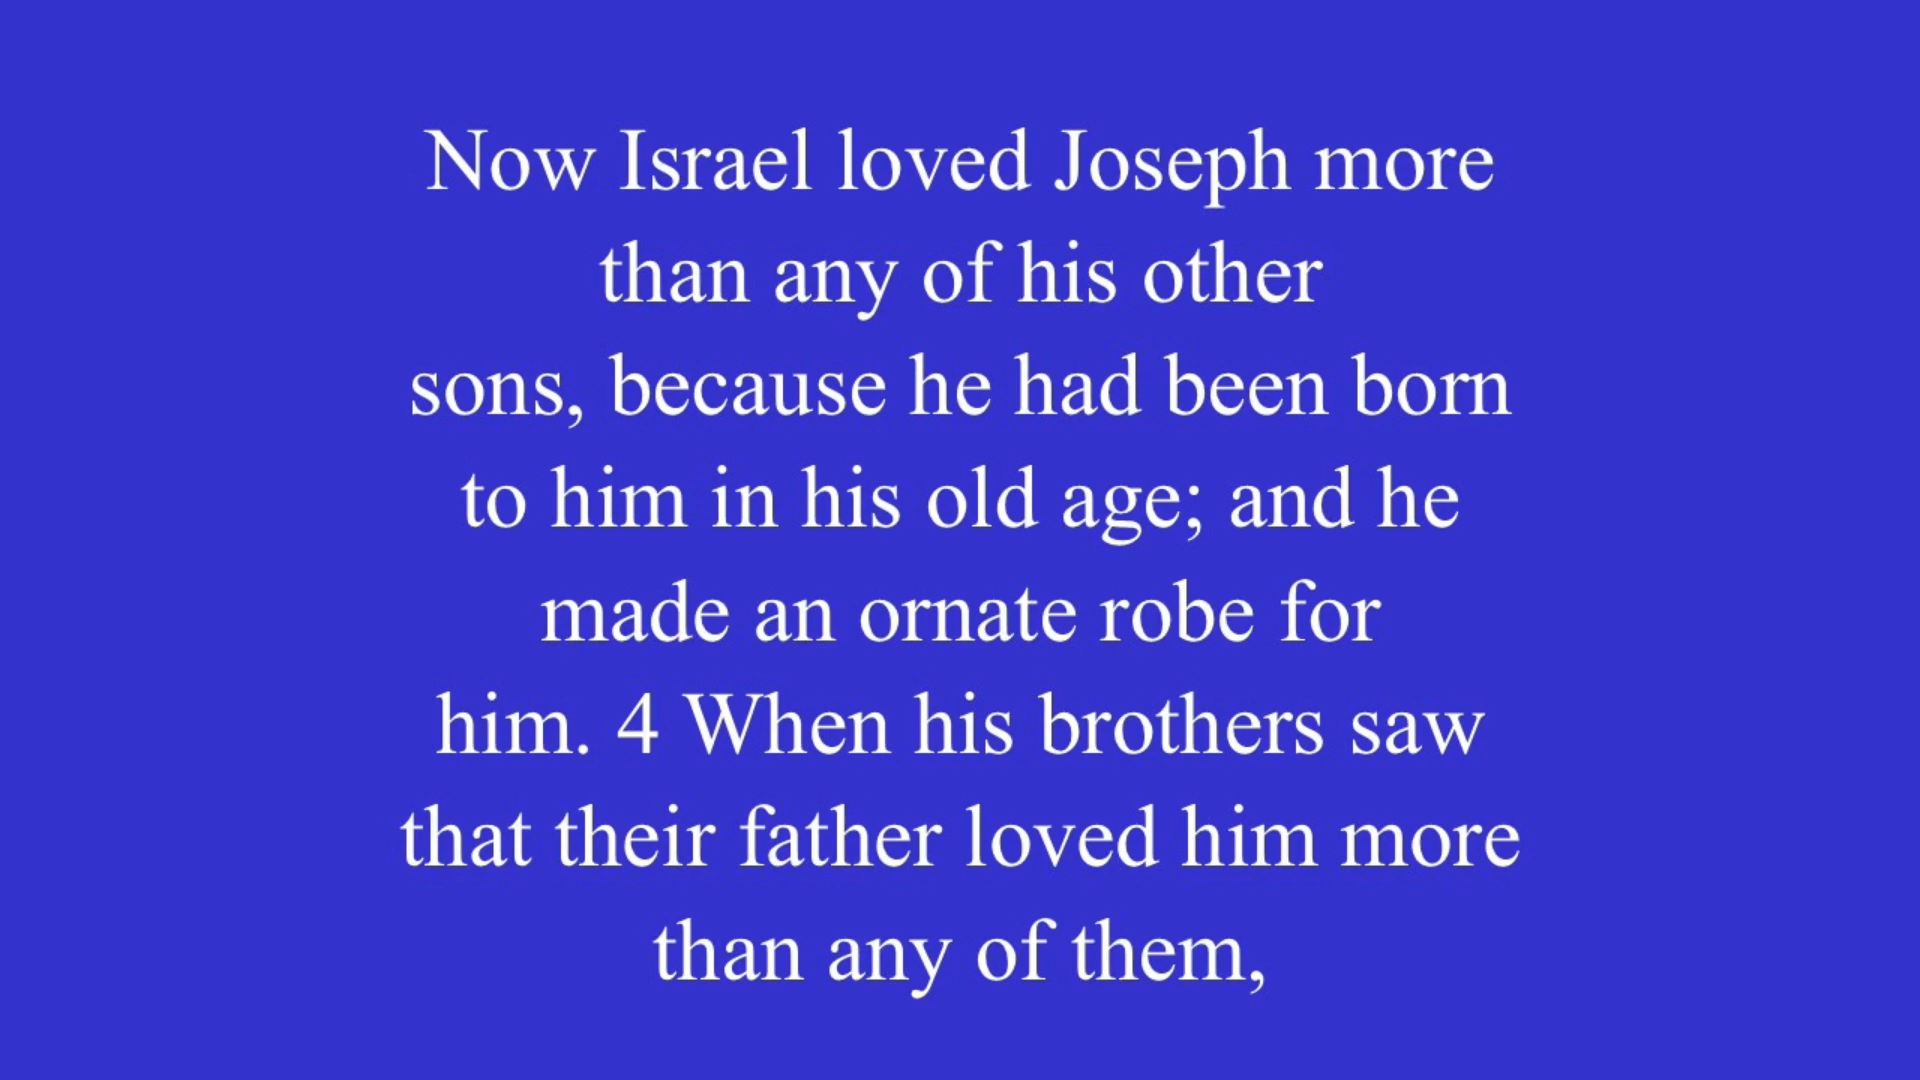 Now Israel loved Joseph more
than any of his other
sons, because he had been born
to him in his old age; and he
made an ornate robe for
him. 4 When his brothers saw
that their father loved him more
than any of them,